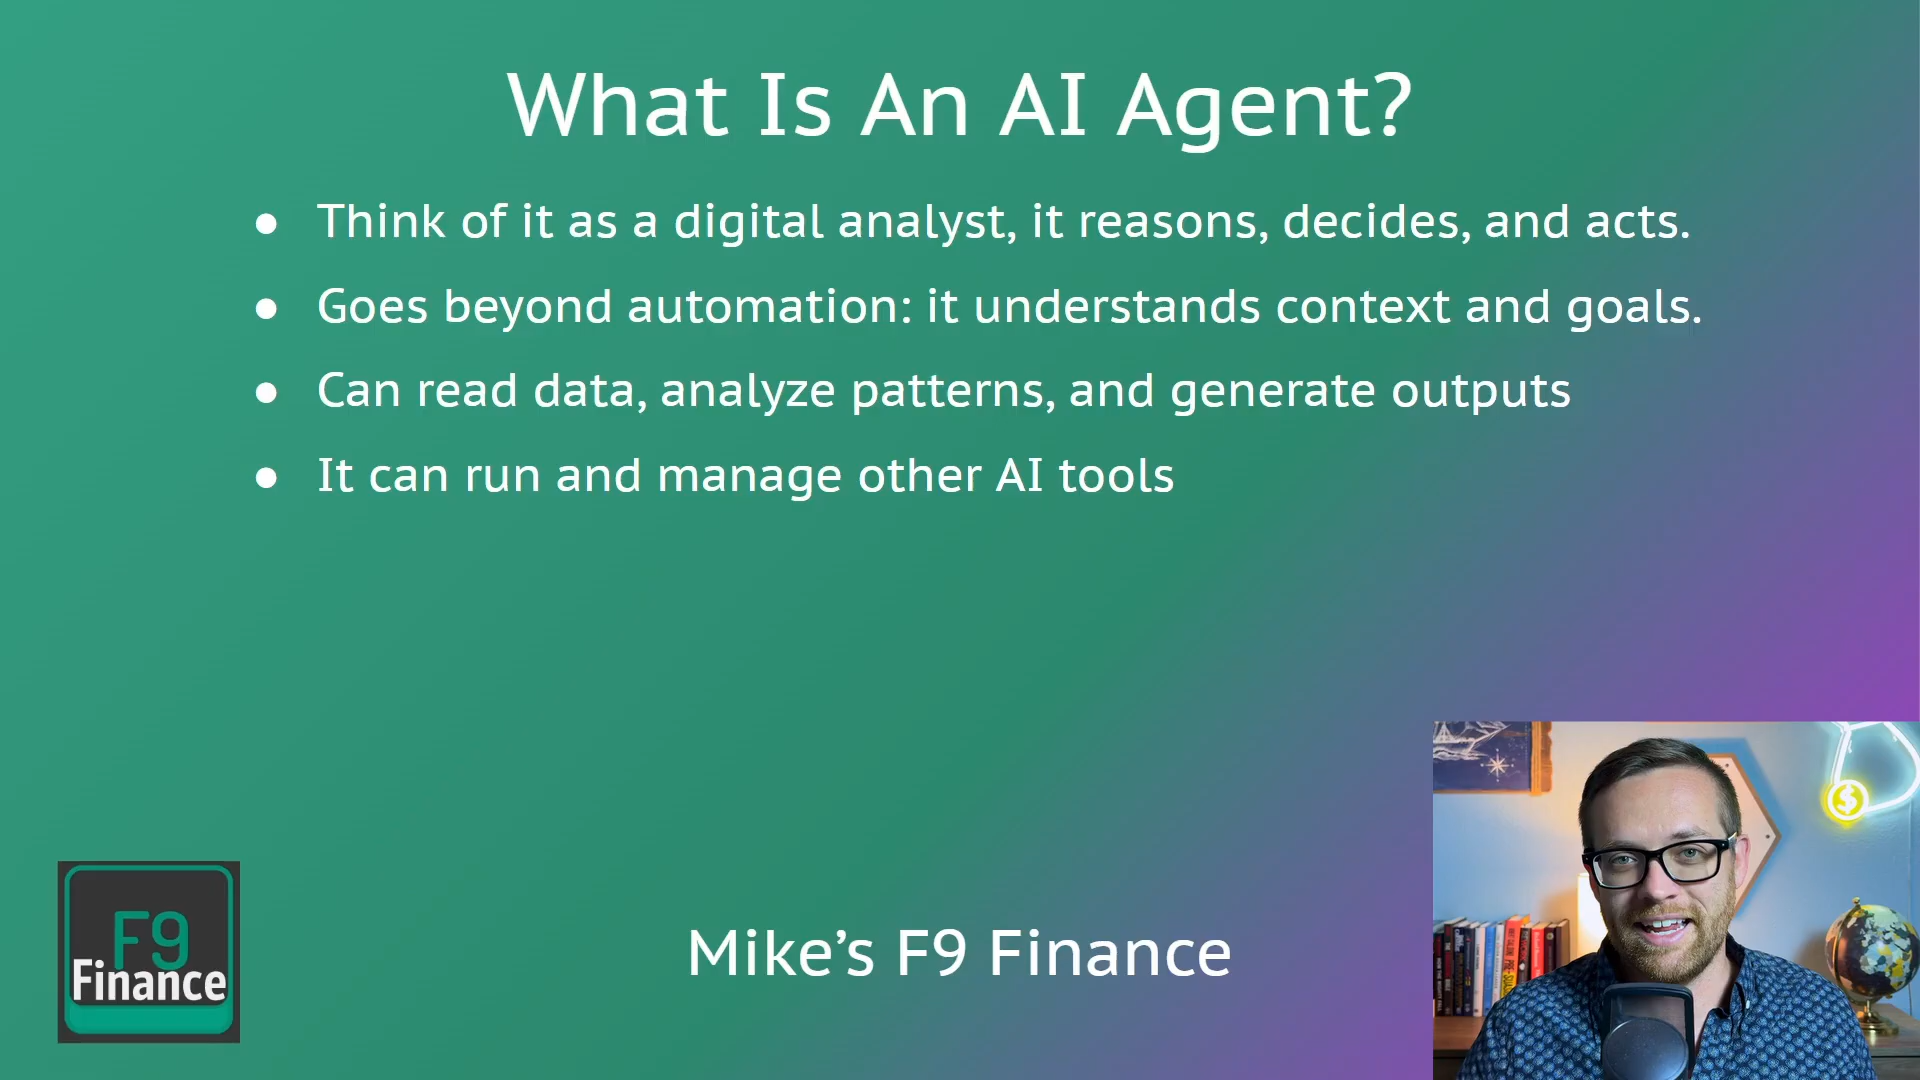 What Is An AI Agent?
● Think of it as a digital analyst, it reasons, decides, and acts.
● Goes beyond automation: it understands context and goals.
● Can read data, analyze patterns, and generate outputs
● It can run and manage other AI tools
F9
Finance
Mike’s F9 Finance
$